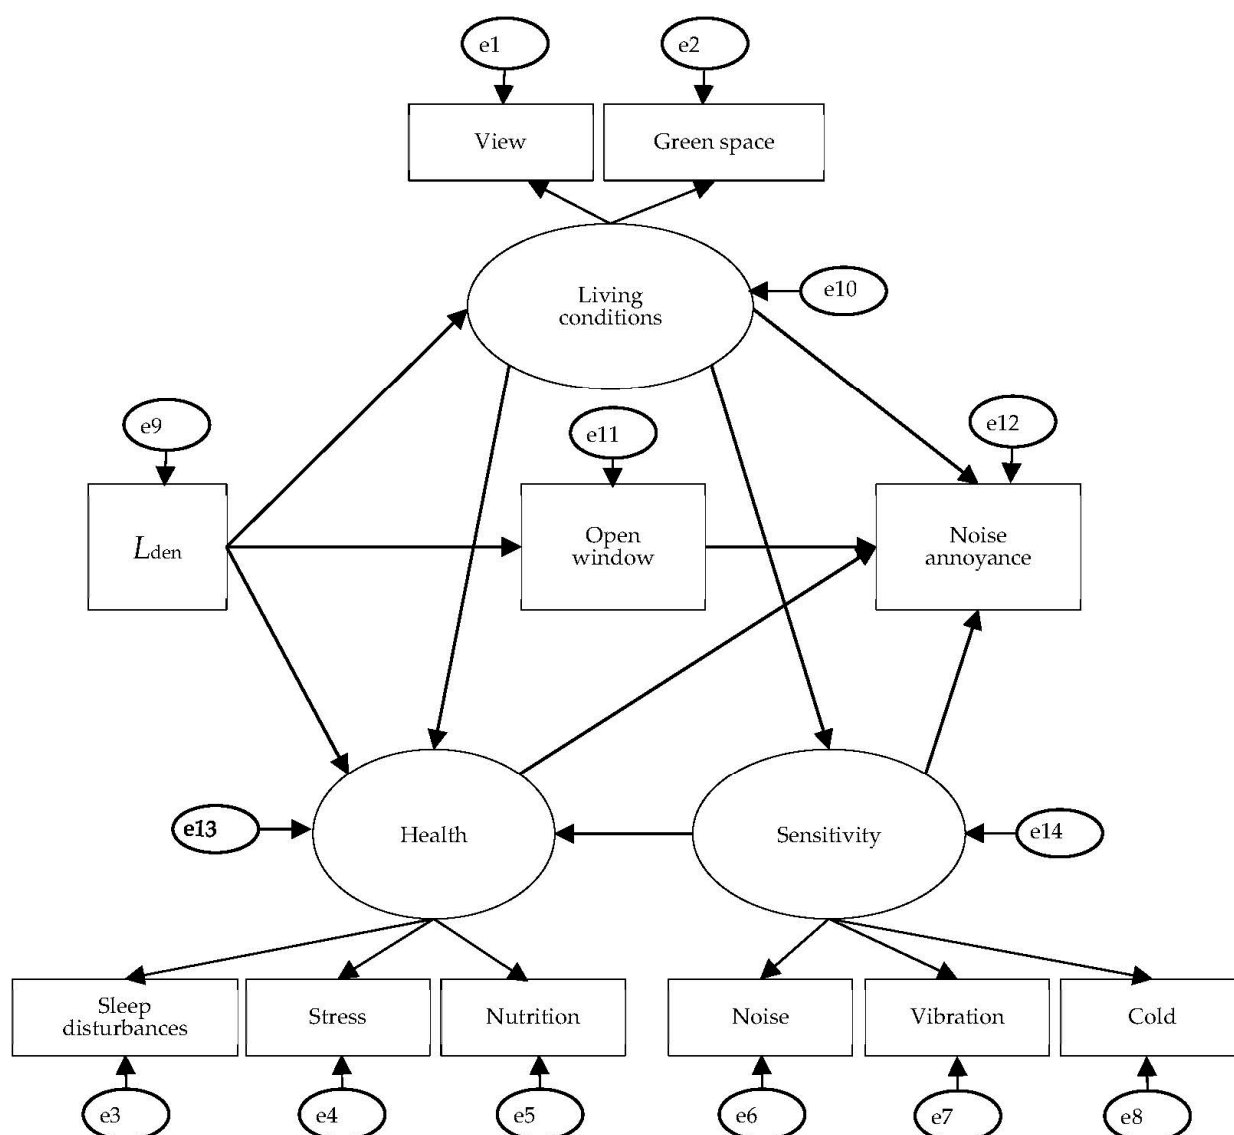 e1
e2
View
Green space
Living
conditions
e10
e9
e11
e12
Lden
Open
window
Noise
annoyance
e13
Health
Sensitivity
e14
Sleep
disturbances
Stress
Nutrition
Noise
Vibration
Cold
e3
e4
e5
e6
e7
e8